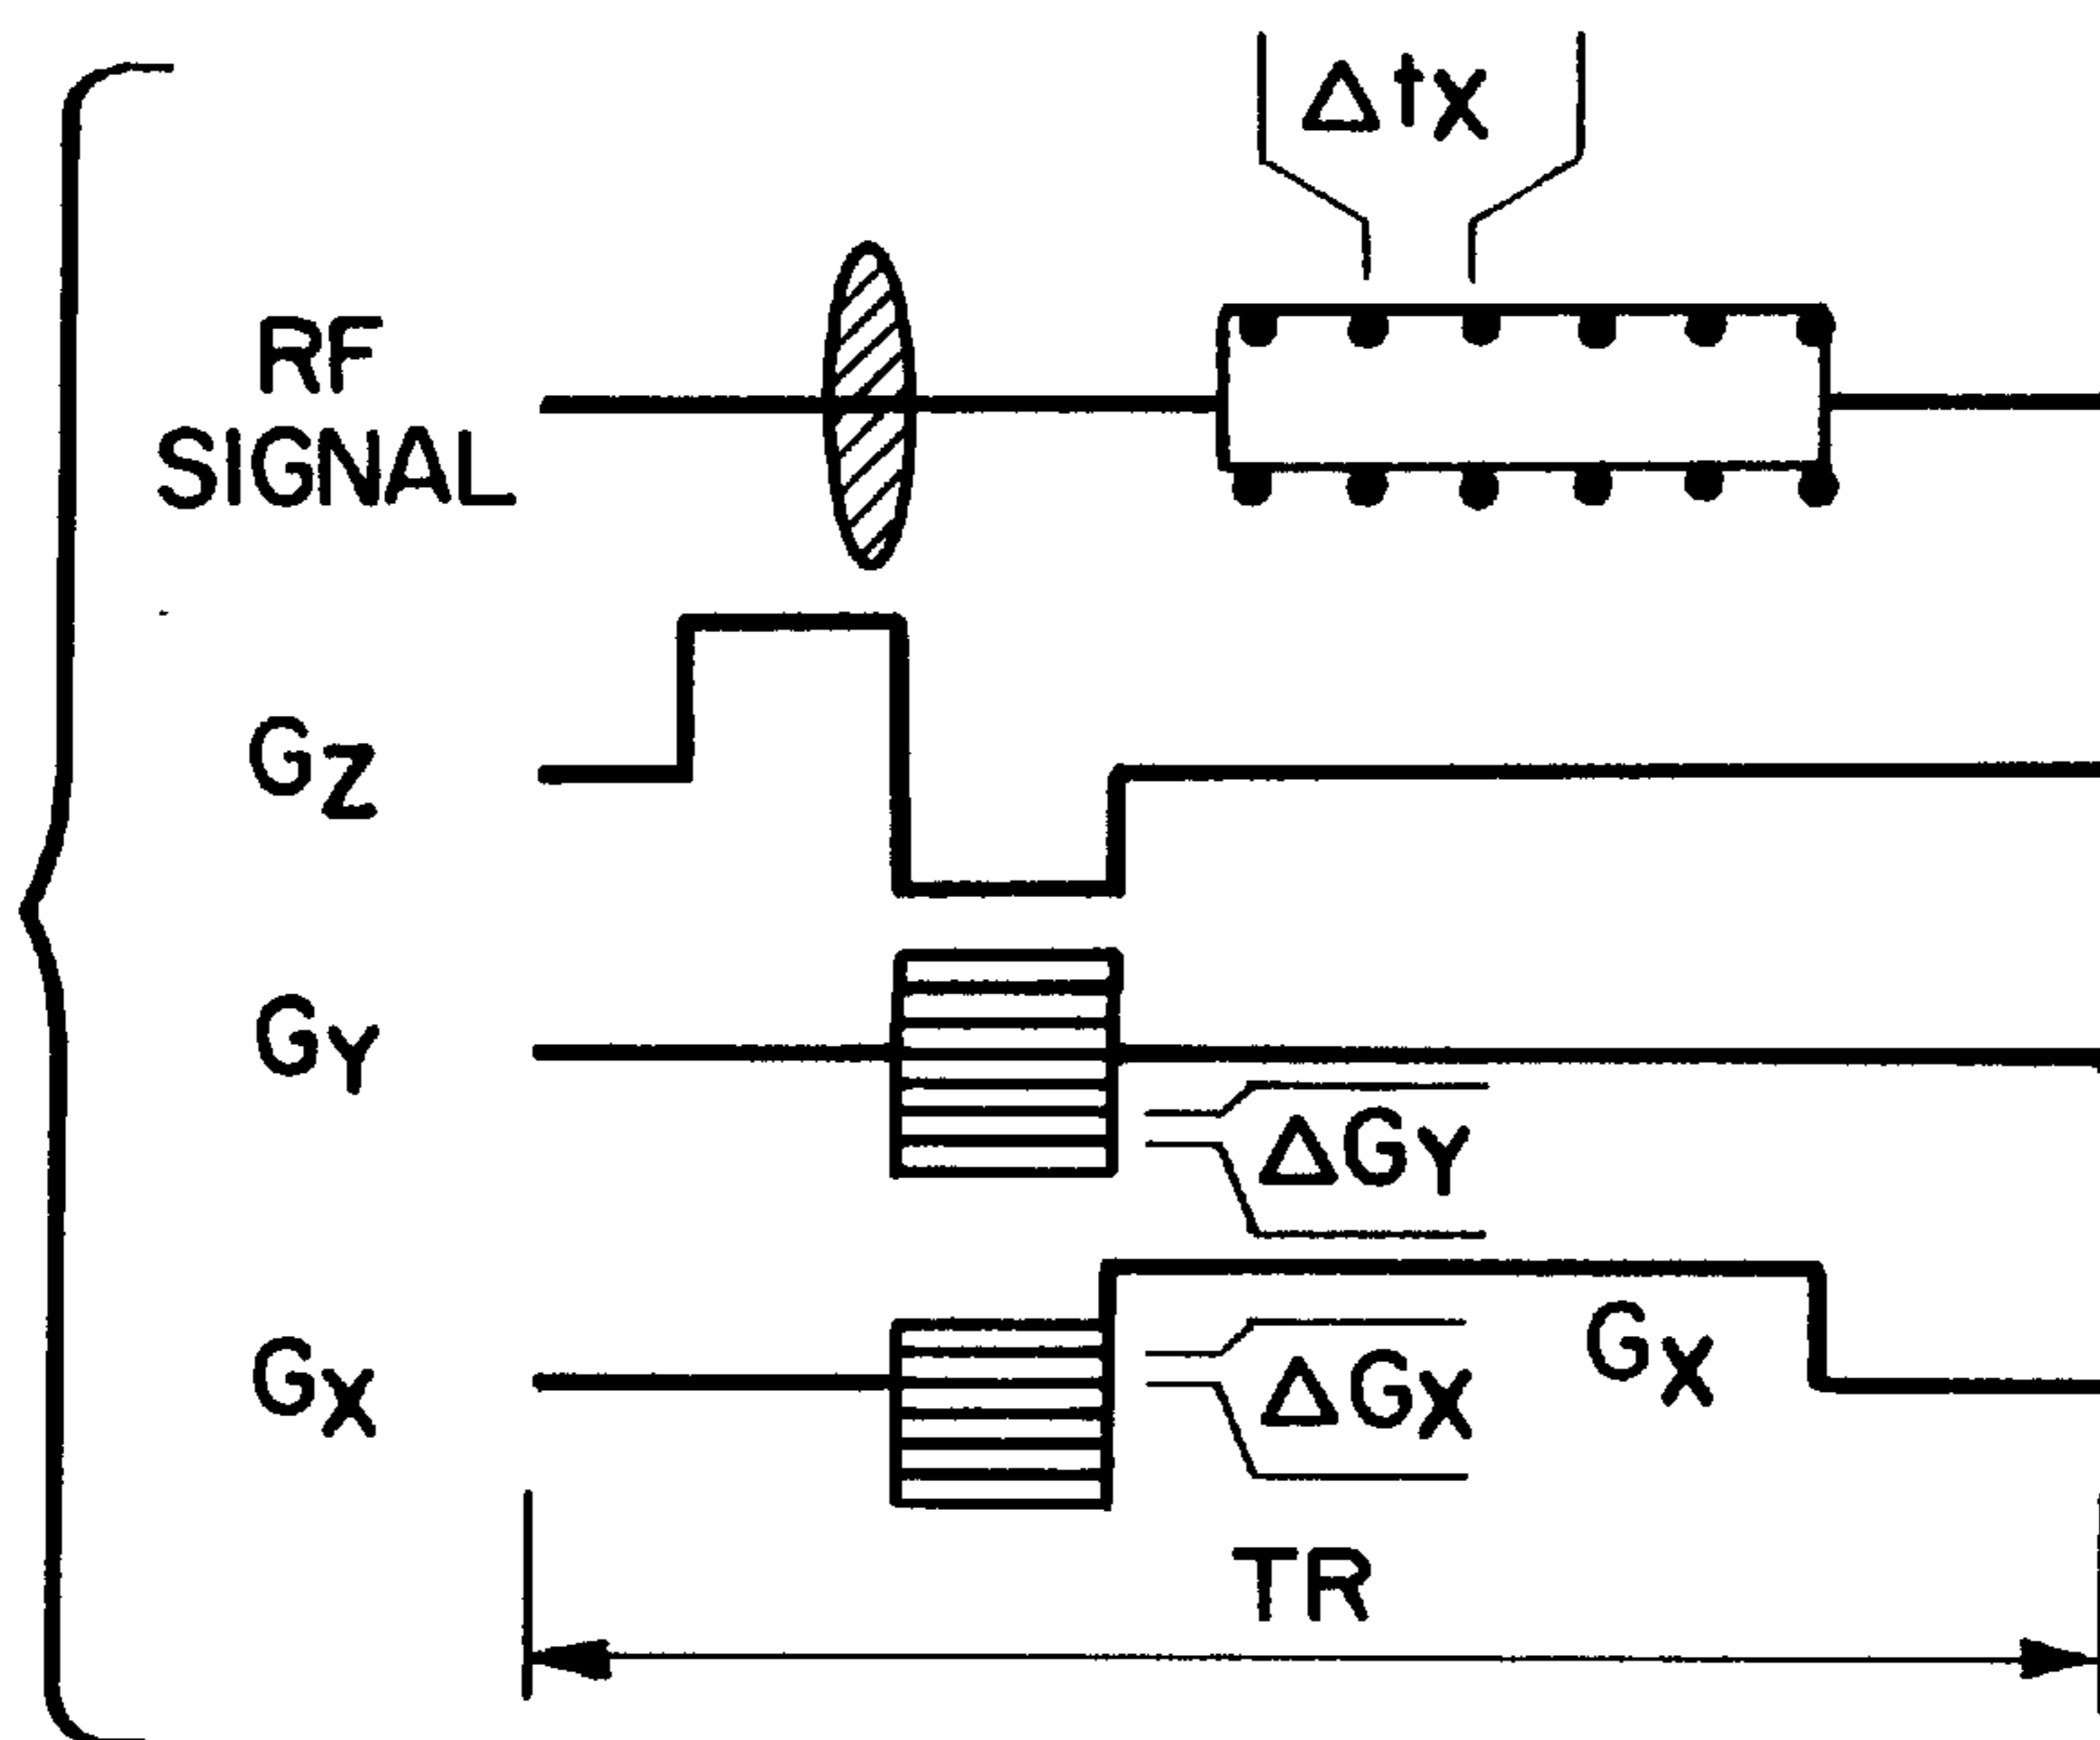 ΔtX
RF
SIGNAL
GZ
GY
ΔGY
GX
ΔGX
GX
TR